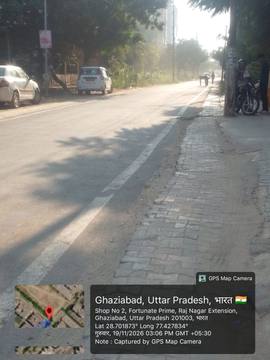 GPS Map Camera
Ghaziabad, Uttar Pradesh, भारत 🇮🇳
Shop No 2, Fortunate Prime, Raj Nagar Extension,
Ghaziabad, Uttar Pradesh 201003, भारत
Lat 28.701873° Long 77.427834°
गुरुवार, 19/11/2026 03:06 PM GMT +05:30
Note : Captured by GPS Map Camera